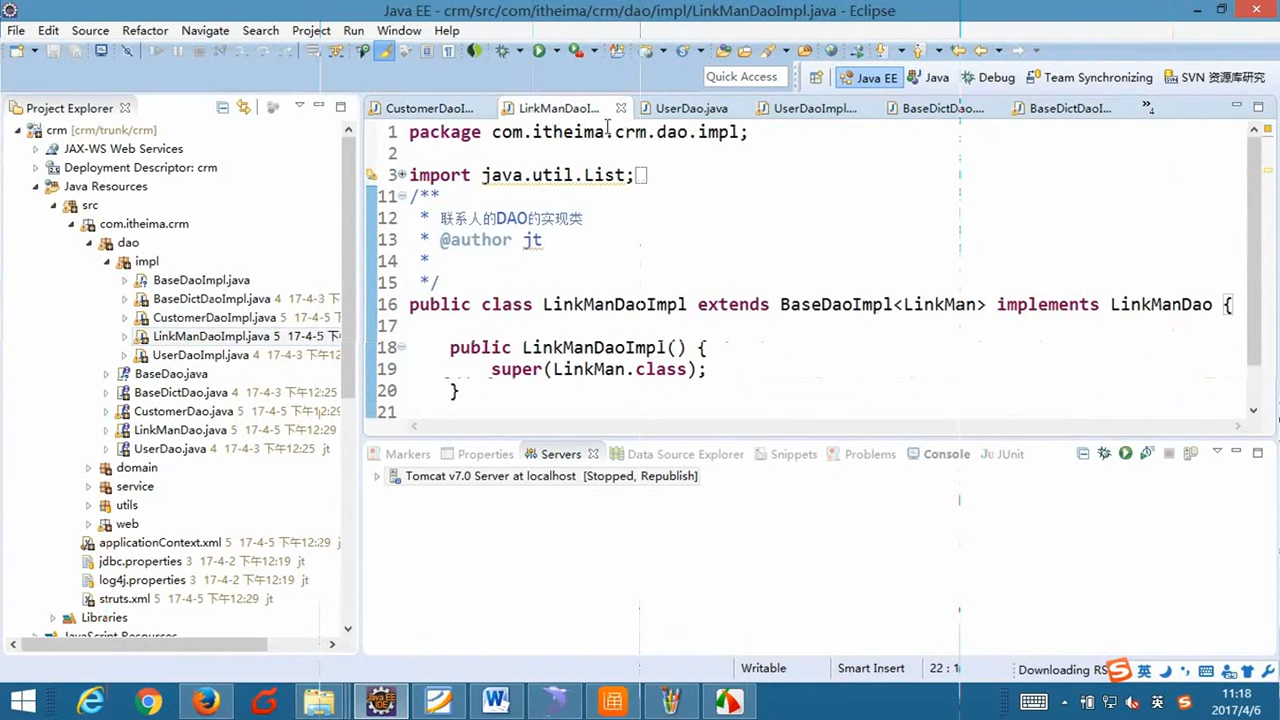 Java EE - crm/src/com/itheima/crm/dao/impl/LinkManDaoImpl.java - Eclipse
File Edit Source Refactor Navigate Search Project Run Window Help
Quick Access
Java EE
Java
Debug
Team Synchronizing
SVN 资源库研究
Project Explorer
crm [crm/trunk/crm]
JAX-WS Web Services
Deployment Descriptor: crm
Java Resources
src
com.itheima.crm
dao
impl
BaseDaoImpl.java
BaseDictDaoImpl.java 4 17-4-3 下
CustomerDaoImpl.java 5 17-4-5
LinkManDaoImpl.java 5 17-4-5 下
UserDaoImpl.java 4 17-4-3 下午12
BaseDao.java
BaseDictDao.java 4 17-4-3 下午12:25
CustomerDao.java 5 17-4-5 下午12:29
LinkManDao.java 5 17-4-5 下午12:29
UserDao.java 4 17-4-3 下午12:25 jt
domain
service
utils
web
applicationContext.xml 5 17-4-5 下午12:29 j
jdbc.properties 3 17-4-2 下午12:19 jt
log4j.properties 3 17-4-2 下午12:19 jt
struts.xml 5 17-4-5 下午12:29 jt
Libraries
JavaScript Resources
CustomerDaoI... LinkManDaoI... UserDao.java UserDaoImpl.... BaseDictDao.... BaseDictDaoI... »4
1 package com.itheima.crm.dao.impl;
2
3 import java.util.List;
11 /**
12 * 联系人的DAO的实现类
13 * @author jt
14 *
15 */
16 public class LinkManDaoImpl extends BaseDaoImpl<LinkMan> implements LinkManDao {
17
18 public LinkManDaoImpl() {
19 super(LinkMan.class);
20 }
21
Markers Properties Servers Data Source Explorer Snippets Problems Console JUnit
Tomcat v7.0 Server at localhost [Stopped, Republish]
Writable
Smart Insert
22 : 1
Downloading RS
英
英
11:18
2017/4/6